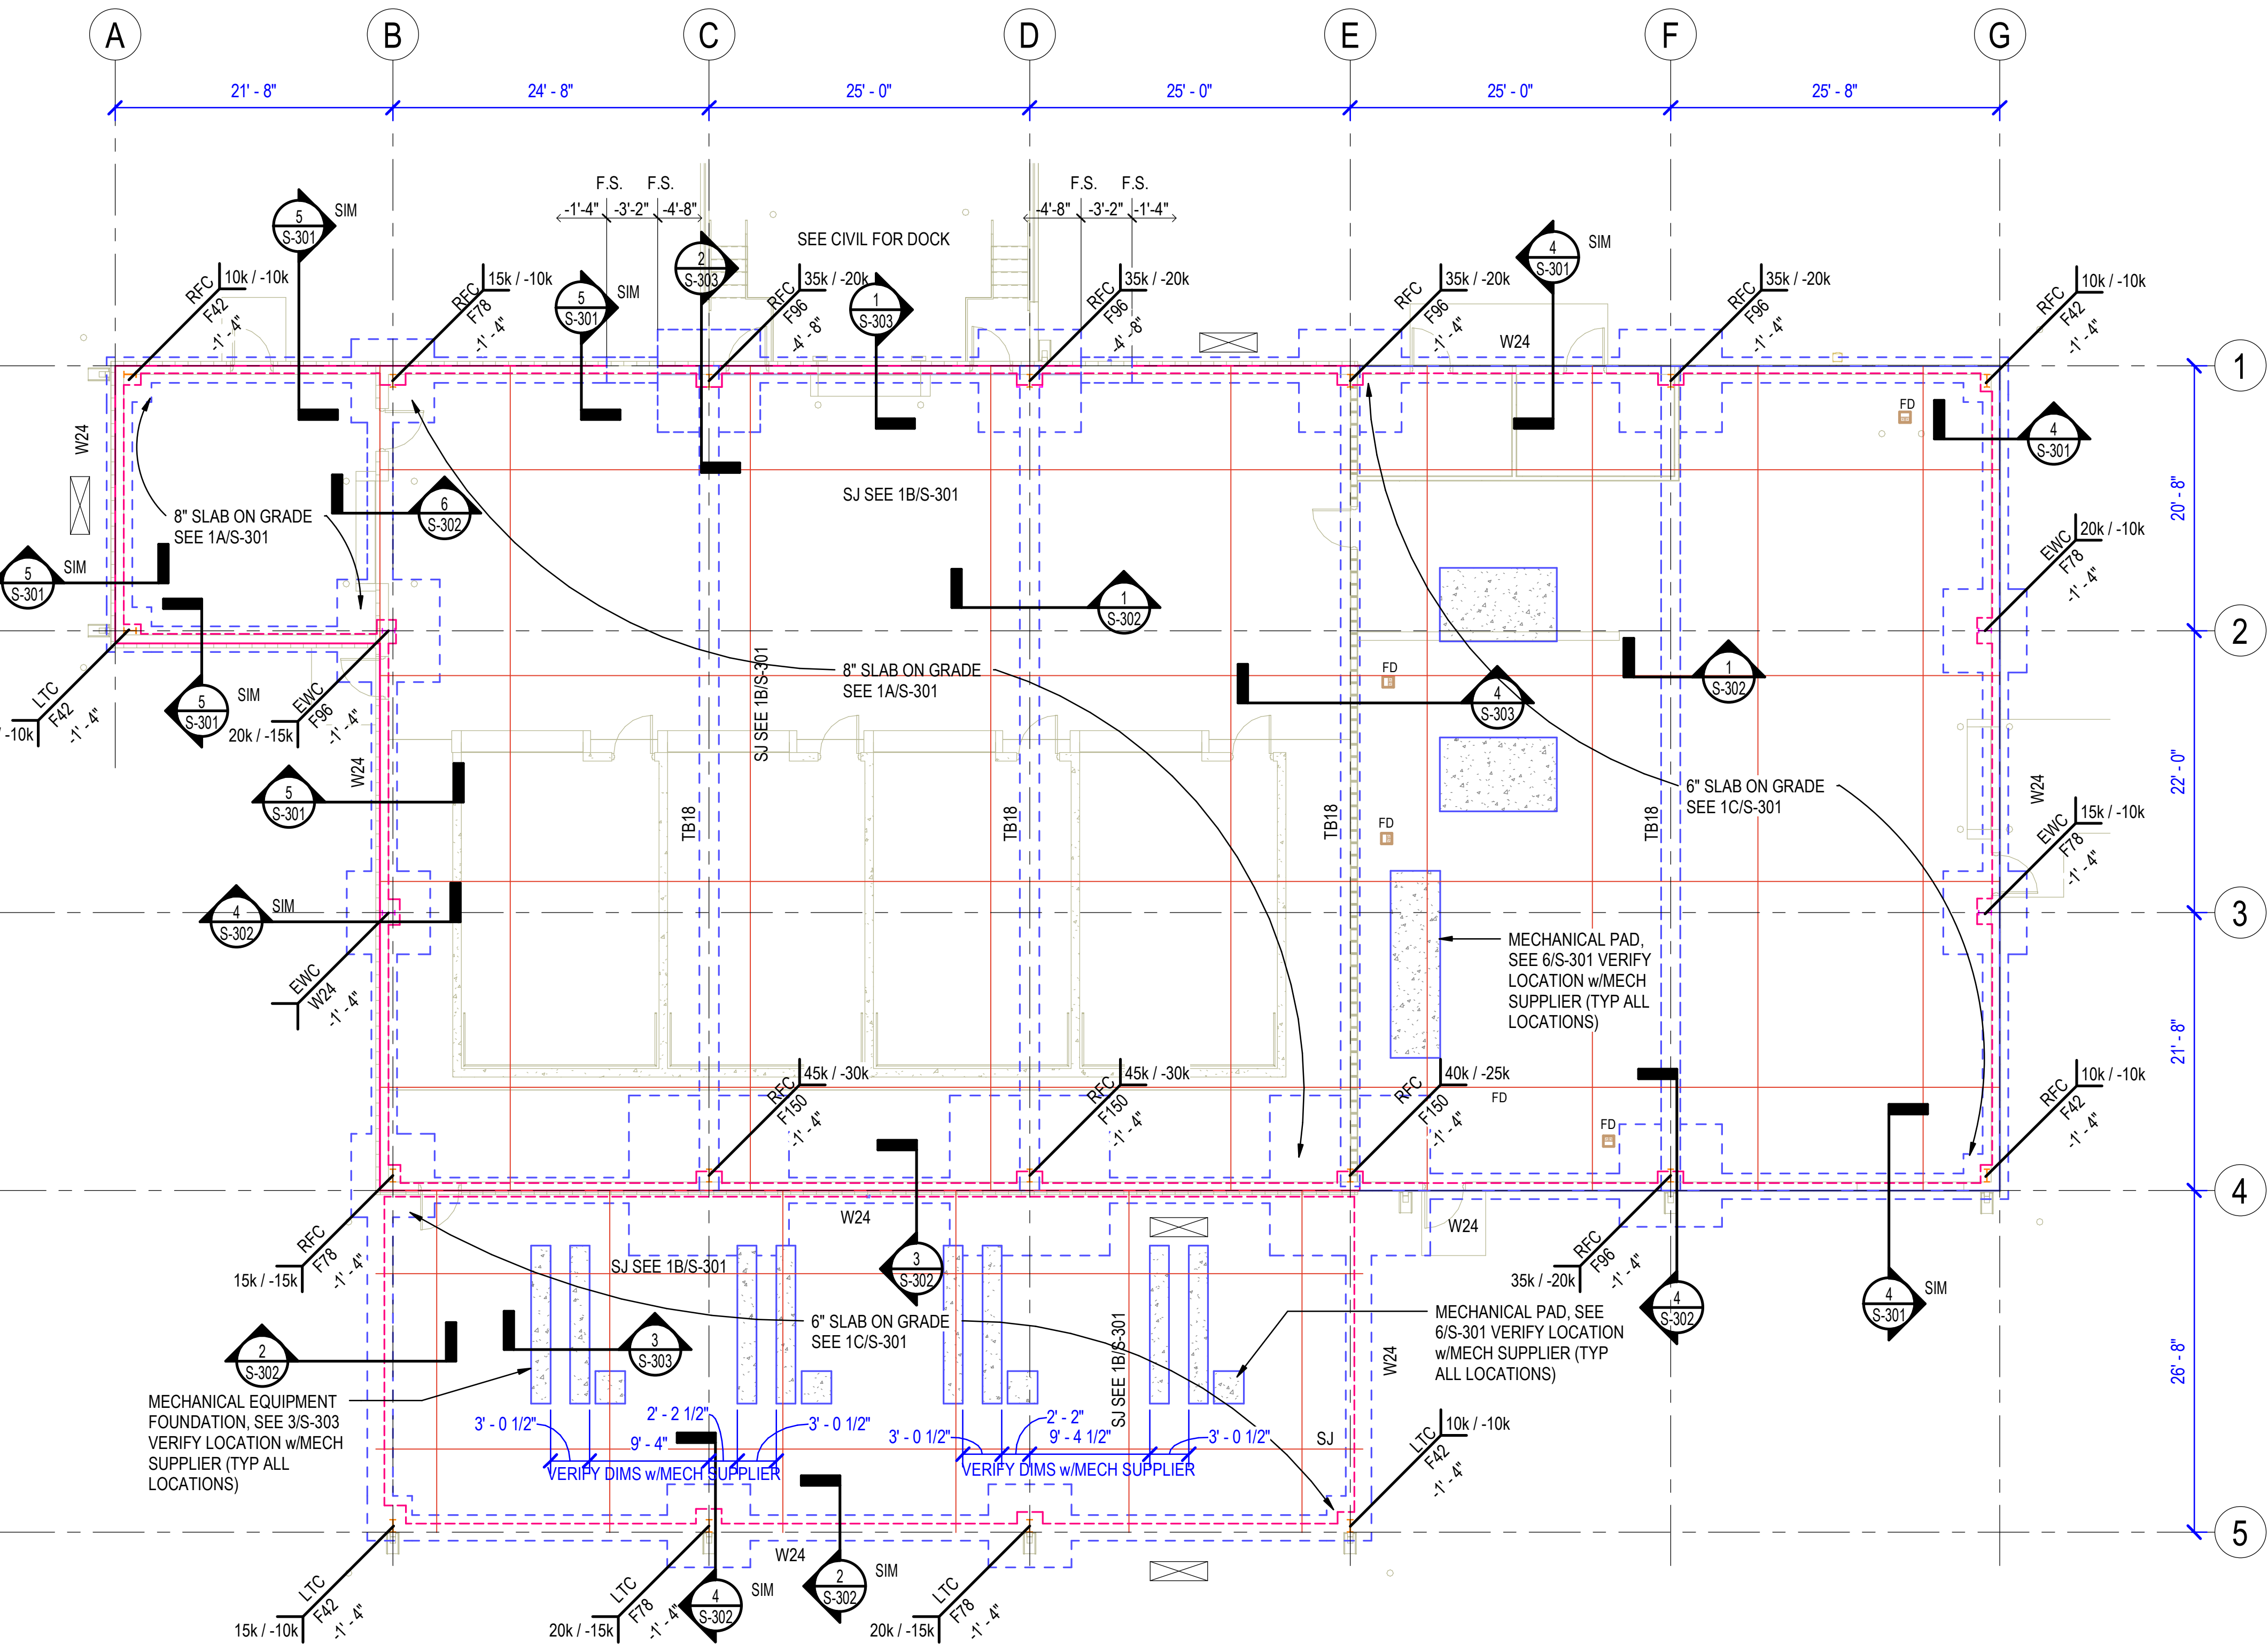 A
B
C
D
E
F
G
21' - 8"
24' - 8"
25' - 0"
25' - 0"
25' - 0"
25' - 8"
F.S.
F.S.
-1'-4"
-3'-2"
-4'-8"
F.S.
F.S.
-4'-8"
-3'-2"
-1'-4"
SEE CIVIL FOR DOCK
5
S-301
SIM
5
S-301
SIM
2
S-303
1
S-303
4
S-301
SIM
RFC
F42
10k / -10k
-1' - 4"
RFC
F78
15k / -10k
-1' - 4"
RFC
F96
35k / -20k
-4' - 8"
RFC
F96
35k / -20k
-4' - 8"
RFC
F96
35k / -20k
-1' - 4"
RFC
F96
35k / -20k
-1' - 4"
RFC
F42
10k / -10k
-1' - 4"
W24
1
W24
FD
4
S-301
SJ SEE 1B/S-301
6
S-302
8" SLAB ON GRADE
SEE 1A/S-301
20' - 8"
EWC
F78
20k / -10k
-1' - 4"
5
S-301
SIM
1
S-302
2
LTC
F42
/ -10k
-1' - 4"
5
S-301
SIM
EWC
F96
20k / -15k
-1' - 4"
SJ SEE 1B/S-301
8" SLAB ON GRADE
SEE 1A/S-301
FD
4
S-303
1
S-302
W24
5
S-301
TB18
TB18
TB18
TB18
FD
6" SLAB ON GRADE
SEE 1C/S-301
W24
22' - 0"
EWC
F78
15k / -10k
-1' - 4"
4
S-302
SIM
3
EWC
W24
-1' - 4"
MECHANICAL PAD,
SEE 6/S-301 VERIFY
LOCATION w/MECH
SUPPLIER (TYP ALL
LOCATIONS)
21' - 8"
RFC
F150
45k / -30k
-1' - 4"
RFC
F150
45k / -30k
-1' - 4"
RFC
F150
40k / -25k
-1' - 4"
FD
FD
RFC
F42
10k / -10k
-1' - 4"
4
RFC
F78
15k / -15k
-1' - 4"
W24
W24
3
S-302
RFC
F96
35k / -20k
-1' - 4"
4
S-302
4
S-301
SIM
SJ SEE 1B/S-301
6" SLAB ON GRADE
SEE 1C/S-301
SJ SEE 1B/S-301
MECHANICAL PAD, SEE
6/S-301 VERIFY LOCATION
w/MECH SUPPLIER (TYP
ALL LOCATIONS)
W24
26' - 8"
2
S-302
3
S-303
MECHANICAL EQUIPMENT
FOUNDATION, SEE 3/S-303
VERIFY LOCATION w/MECH
SUPPLIER (TYP ALL
LOCATIONS)
3' - 0 1/2"
9' - 4"
2' - 2 1/2"
3' - 0 1/2"
VERIFY DIMS w/MECH SUPPLIER
3' - 0 1/2"
2' - 2"
9' - 4 1/2"
3' - 0 1/2"
VERIFY DIMS w/MECH SUPPLIER
SJ
LTC
F42
10k / -10k
-1' - 4"
5
W24
LTC
F42
15k / -10k
-1' - 4"
LTC
F78
20k / -15k
-1' - 4"
4
S-302
SIM
2
S-302
SIM
LTC
F78
20k / -15k
-1' - 4"